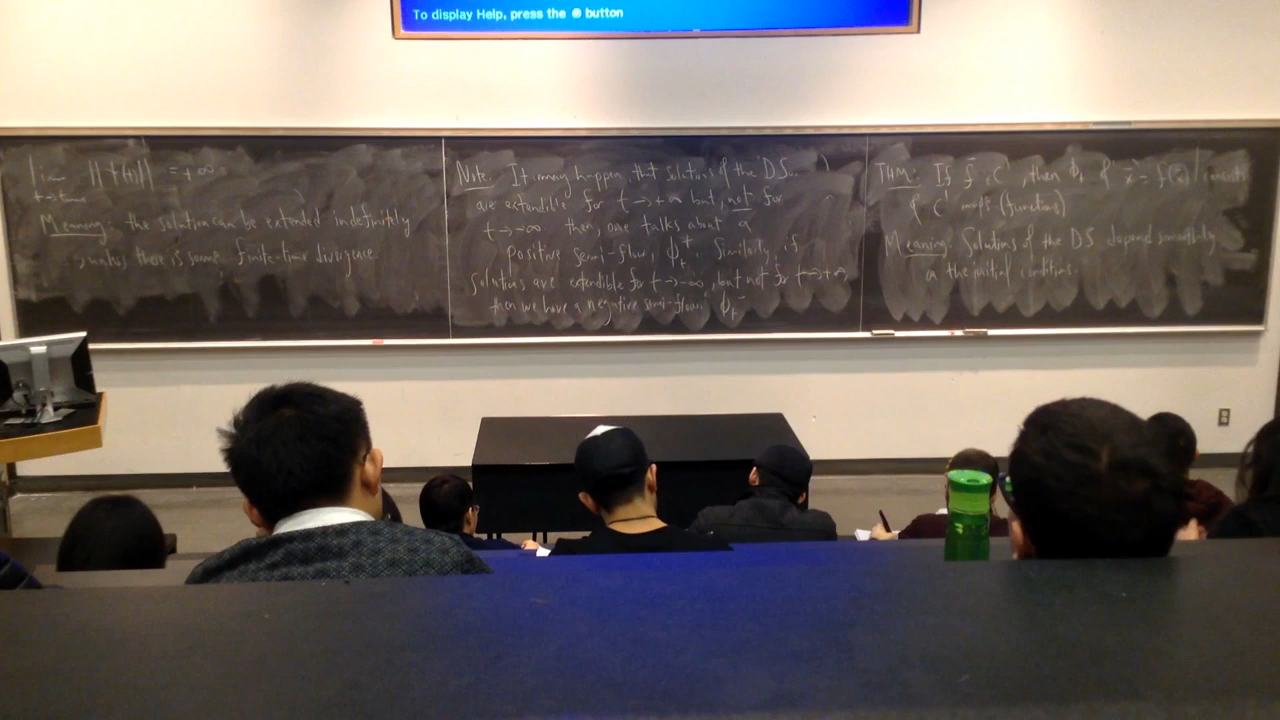 To display Help, press the button
lim ||x(t)|| = +∞
t→tmax
Meaning: the solution can be extended indefinitely
, unless there is some finite-time divergence.
Note: It may happen, that solutions of the DS
are extendible for t→+∞ but, not for
t→-∞ then, one talks about a
positive semi-flow, ϕₜ⁺. Similarly, if
solutions are extendible for t→-∞, but not for t→+∞,
then we have a negative semi-flow, ϕₜ⁻
THM: If f̄ ∈ C¹, then ϕₜ of = f(x̄) consists
of C¹ maps (functions)
Meaning: Solutions of the DS depend smoothly
on the initial conditions.